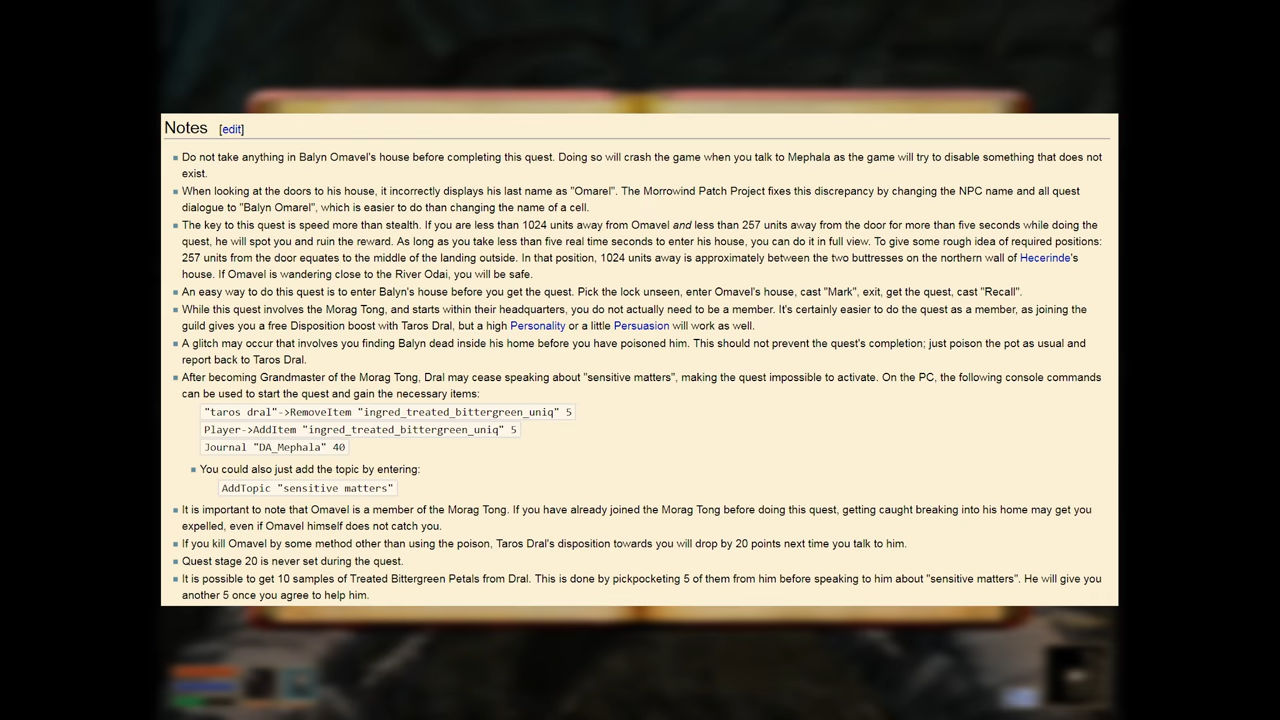 Notes [edit]
Do not take anything in Balyn Omavel's house before completing this quest. Doing so will crash the game when you talk to Mephala as the game will try to disable something that does not
exist.
When looking at the doors to his house, it incorrectly displays his last name as "Omarel". The Morrowind Patch Project fixes this discrepancy by changing the NPC name and all quest
dialogue to "Balyn Omarel", which is easier to do than changing the name of a cell.
The key to this quest is speed more than stealth. If you are less than 1024 units away from Omavel and less than 257 units away from the door for more than five seconds while doing the
quest, he will spot you and ruin the reward. As long as you take less than five real time seconds to enter his house, you can do it in full view. To give some rough idea of required positions:
257 units from the door equates to the middle of the landing outside. In that position, 1024 units away is approximately between the two buttresses on the northern wall of Hecerinde's
house. If Omavel is wandering close to the River Odai, you will be safe.
An easy way to do this quest is to enter Balyn's house before you get the quest. Pick the lock unseen, enter Omavel's house, cast "Mark", exit, get the quest, cast "Recall".
While this quest involves the Morag Tong, and starts within their headquarters, you do not actually need to be a member. It's certainly easier to do the quest as a member, as joining the
guild gives you a free Disposition boost with Taros Dral, but a high Personality or a little Persuasion will work as well.
A glitch may occur that involves you finding Balyn dead inside his home before you have poisoned him. This should not prevent the quest's completion; just poison the pot as usual and
report back to Taros Dral.
After becoming Grandmaster of the Morag Tong, Dral may cease speaking about "sensitive matters", making the quest impossible to activate. On the PC, the following console commands
can be used to start the quest and gain the necessary items:
"taros dral"->RemoveItem "ingred_treated_bittergreen_uniq" 5
Player->AddItem "ingred_treated_bittergreen_uniq" 5
Journal "DA_Mephala" 40
You could also just add the topic by entering:
AddTopic "sensitive matters"
It is important to note that Omavel is a member of the Morag Tong. If you have already joined the Morag Tong before doing this quest, getting caught breaking into his home may get you
expelled, even if Omavel himself does not catch you.
If you kill Omavel by some method other than using the poison, Taros Dral's disposition towards you will drop by 20 points next time you talk to him.
Quest stage 20 is never set during the quest.
It is possible to get 10 samples of Treated Bittergreen Petals from Dral. This is done by pickpocketing 5 of them from him before speaking to him about "sensitive matters". He will give you
another 5 once you agree to help him.